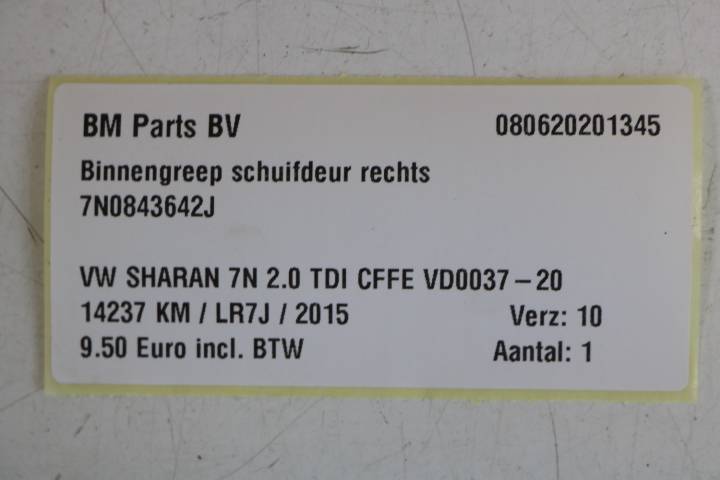 BM Parts BV 080620201345
Binnengreep schuifdeur rechts
7N0843642J
VW SHARAN 7N 2.0 TDI CFFE VD0037-20
14237 KM / LR7J / 2015 Verz: 10
9.50 Euro incl. BTW Aantal: 1